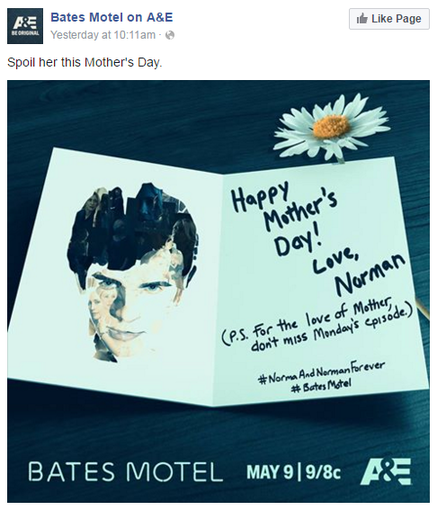 A&E
BE ORIGINAL
Bates Motel on A&E
Yesterday at 10:11am ·
Like Page
Spoil her this Mother's Day.
Happy
Mother's
Day!
Love,
Norman
(P.S. For the love of Mother,
don't miss Monday's episode.)
#NormaAndNormanForever
#BatesMotel
BATES MOTEL MAY 9 | 9/8c A&E